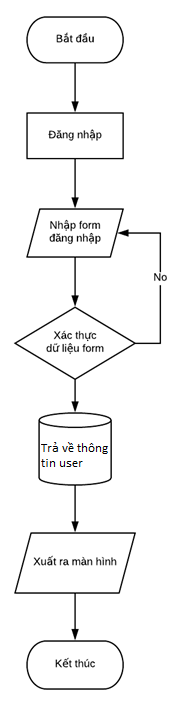 Bắt đầu
Đăng nhập
Nhập form
đăng nhập
No
Xác thực
dữ liệu form
Trả về thông
tin user
Xuất ra màn hình
Kết thúc